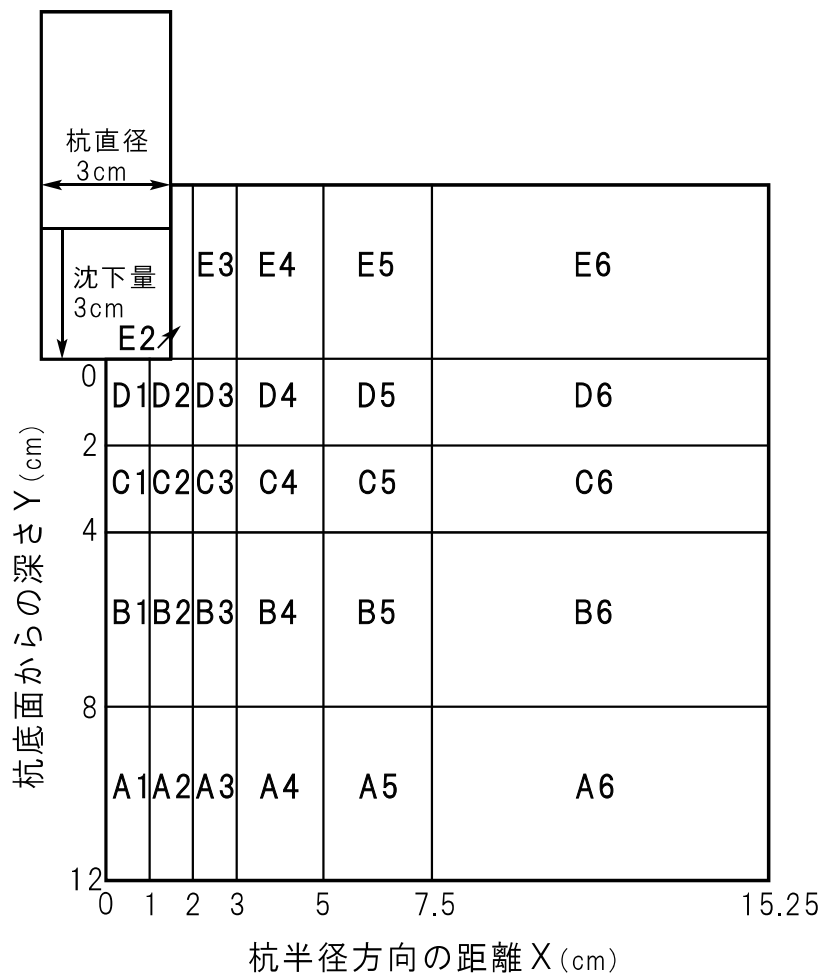 杭直径
3cm
沈下量
3cm
E2
E3 E4 E5 E6
0
D1 D2 D3 D4 D5 D6
2
C1 C2 C3 C4 C5 C6
4
B1 B2 B3 B4 B5 B6
8
A1 A2 A3 A4 A5 A6
12
0 1 2 3 5 7.5 15.25
杭底面からの深さY(cm)
杭半径方向の距離X(cm)